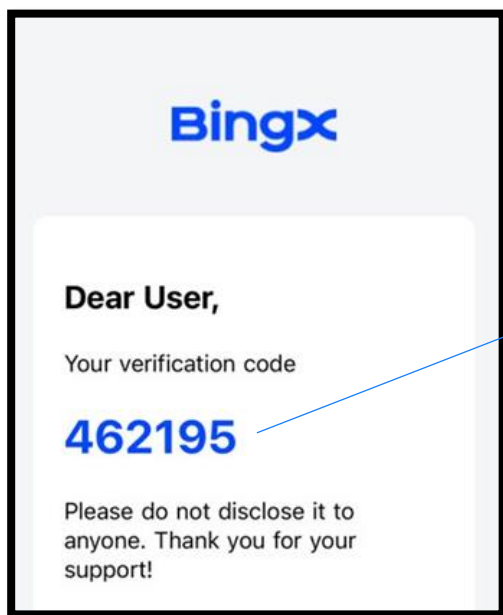 BingX
Dear User,
Your verification code
462195
Please do not disclose it to
anyone. Thank you for your
support!